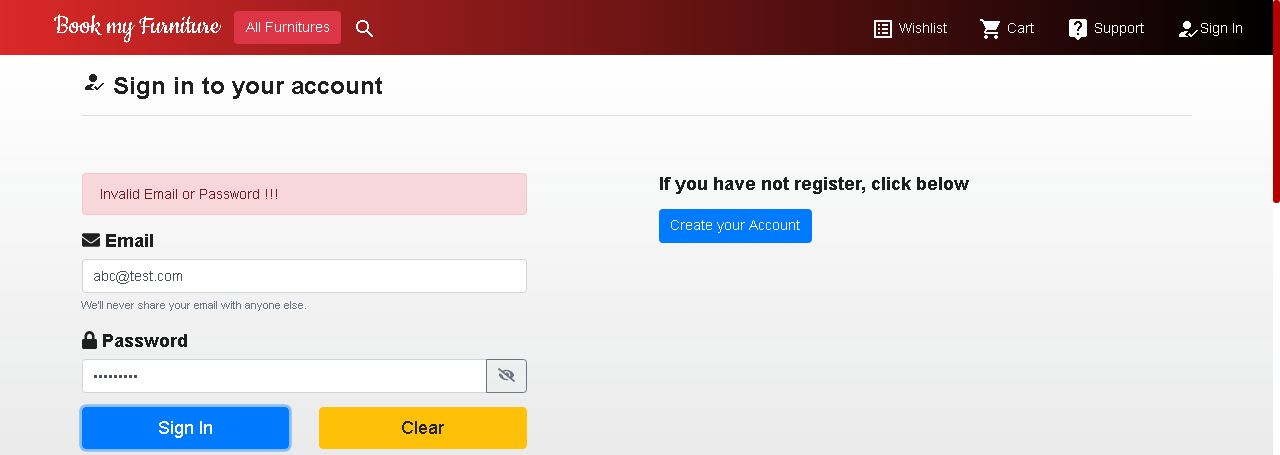 Book my Furniture All Furnitures Wishlist Cart Support Sign In
Sign in to your account
Invalid Email or Password !!!
If you have not register, click below
Create your Account
Email
abc@test.com
We'll never share your email with anyone else.
Password
•••••••••
Sign In Clear